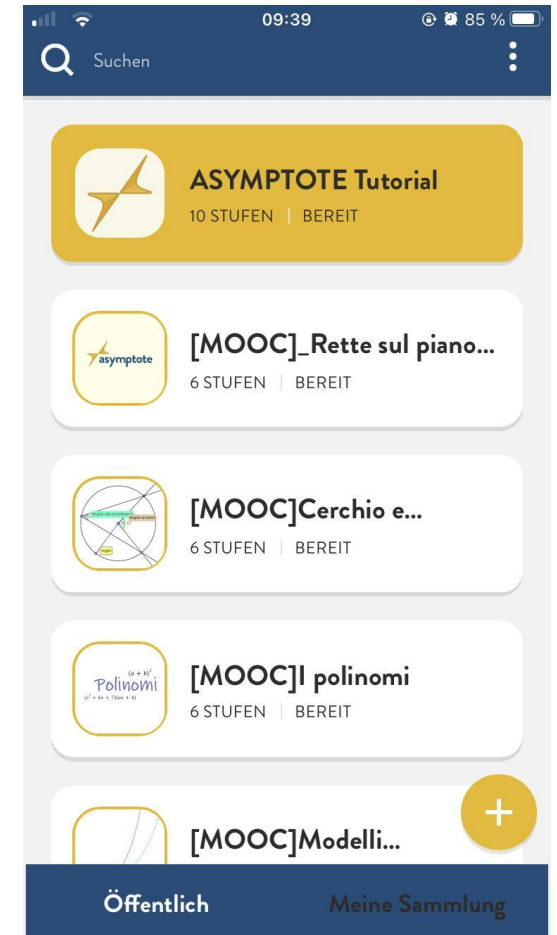 09:39
85 %
Suchen
ASYMPTOTE Tutorial
10 STUFEN | BEREIT
asymptote
[MOOC]_Rette sul piano...
6 STUFEN | BEREIT
[MOOC]Cerchio e...
6 STUFEN | BEREIT
(a + b)²
Polinomi
[MOOC]I polinomi
6 STUFEN | BEREIT
[MOOC]Modelli...
+
Öffentlich
Meine Sammlung